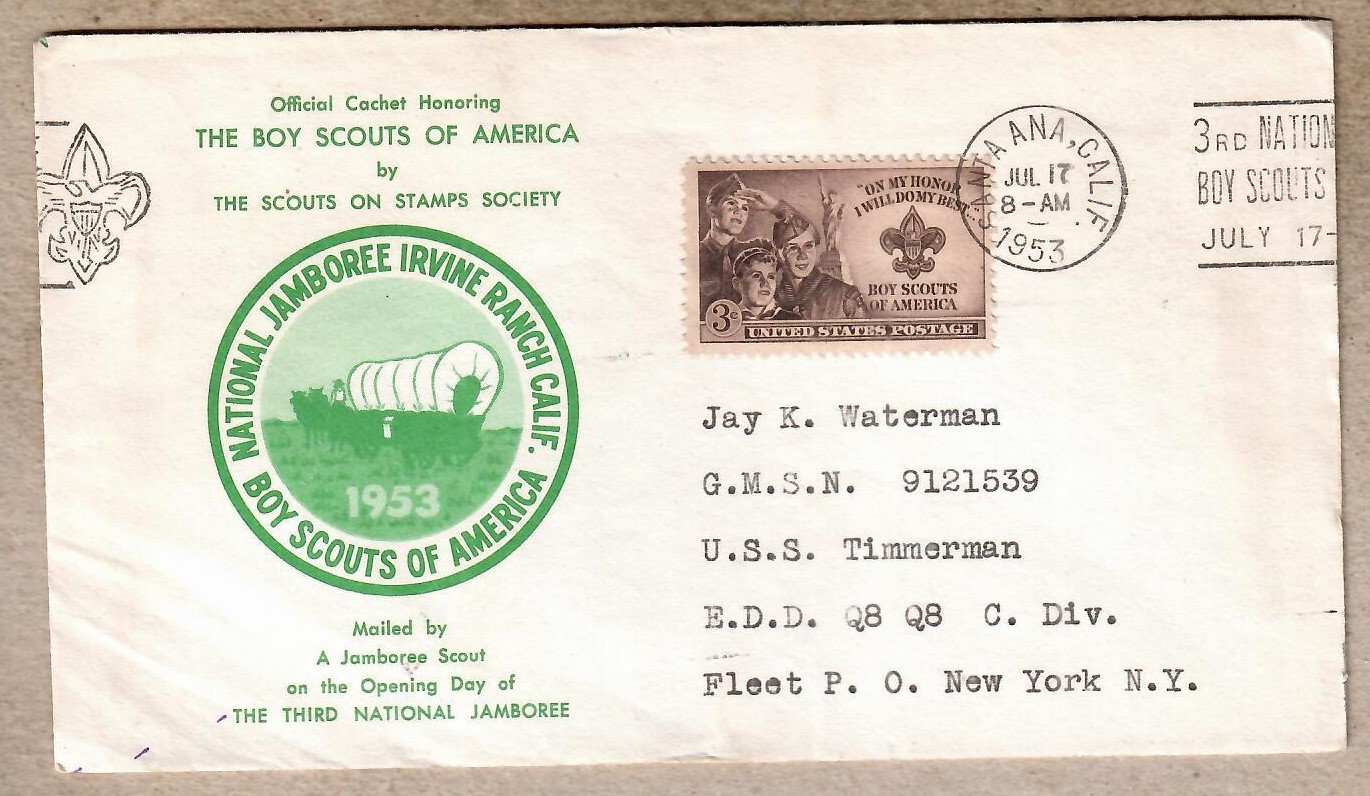 Official Cachet Honoring
THE BOY SCOUTS OF AMERICA
by
THE SCOUTS ON STAMPS SOCIETY
NATIONAL JAMBOREE IRVINE RANCH CALIF.
1953
BOY SCOUTS OF AMERICA
Mailed by
A Jamboree Scout
on the Opening Day of
THE THIRD NATIONAL JAMBOREE
"ON MY HONOR
I WILL DO MY BEST
BOY SCOUTS
OF AMERICA
3¢ UNITED STATES POSTAGE
SANTA ANA, CALIF.
JUL 17
8-AM
1953
3RD NATION
BOY SCOUTS
JULY 17-
Jay K. Waterman
G.M.S.N. 9121539
U.S.S. Timmerman
E.D.D. Q8 Q8 C. Div.
Fleet P. O. New York N.Y.